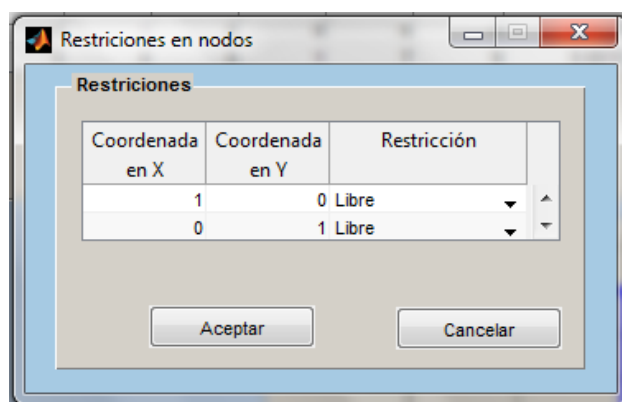 Restriciones en nodos
Restriciones
Coordenada en X Coordenada en Y Restricción
1 0 Libre
0 1 Libre
Aceptar Cancelar